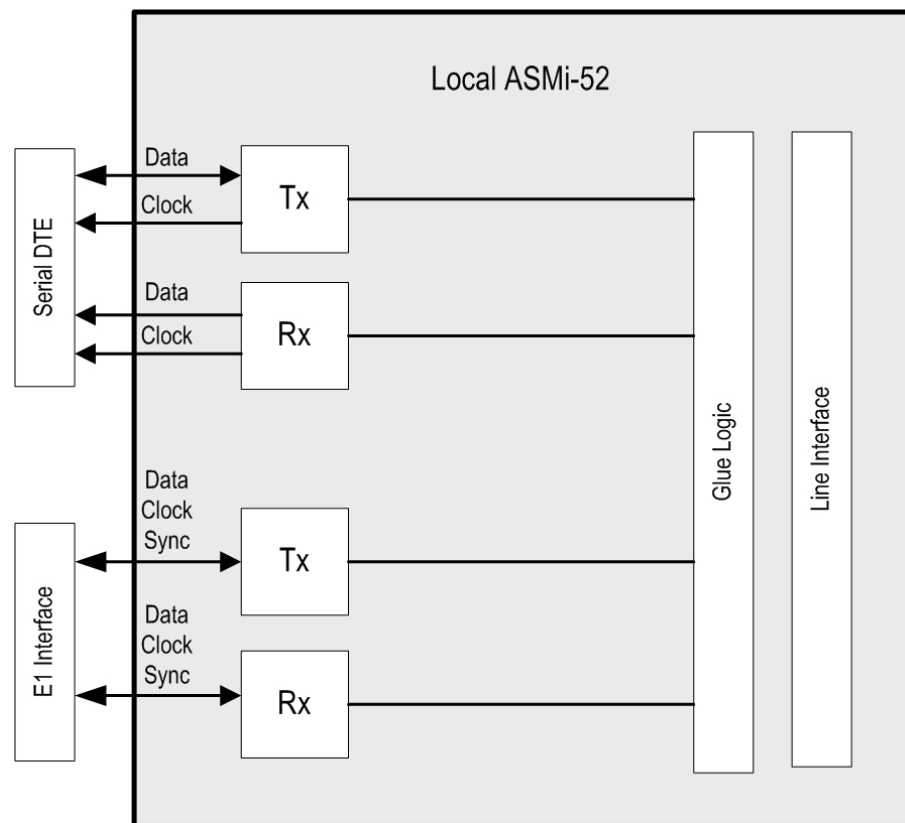 Local ASMi-52
Serial DTE
Data
Clock
Tx
Data
Clock
Rx
E1 Interface
Data
Clock
Sync
Tx
Data
Clock
Sync
Rx
Glue Logic
Line Interface